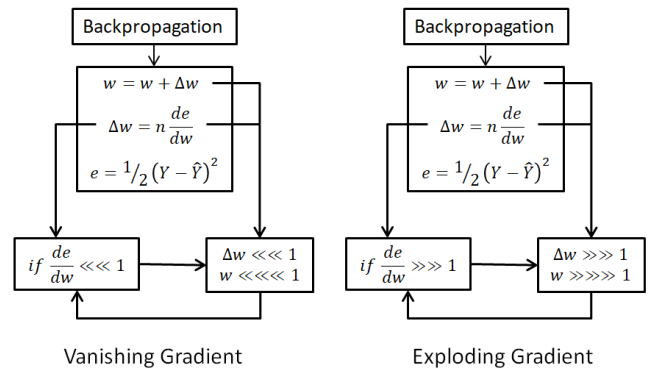 Backpropagation
w = w + Δw
Δw = n de/dw
e = 1/2 (Y − Ŷ)²
if de/dw ⋘ 1
Δw ⋘ 1
w <<<< 1
Vanishing Gradient
Backpropagation
w = w + Δw
Δw = n de/dw
e = 1/2 (Y − Ŷ)²
if de/dw ⋙ 1
Δw ⋙ 1
w >>>> 1
Exploding Gradient